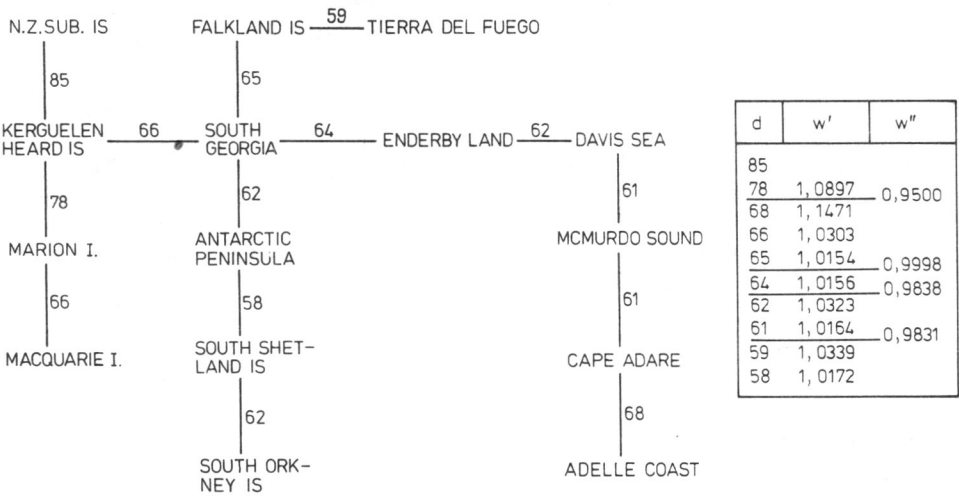 N.Z.SUB. IS
FALKLAND IS
59
TIERRA DEL FUEGO
85
65
KERGUELEN
HEARD IS
66
SOUTH
GEORGIA
64
ENDERBY LAND
62
DAVIS SEA
78
62
61
MARION I.
ANTARCTIC
PENINSULA
MCMURDO SOUND
66
58
61
MACQUARIE I.
SOUTH SHET-
LAND IS
CAPE ADARE
62
68
SOUTH ORK-
NEY IS
ADELLE COAST
d w' w"
85
78 1,0897 0,9500
68 1,1471
66 1,0303
65 1,0154 0,9998
64 1,0156 0,9838
62 1,0323
61 1,0164 0,9831
59 1,0339
58 1,0172